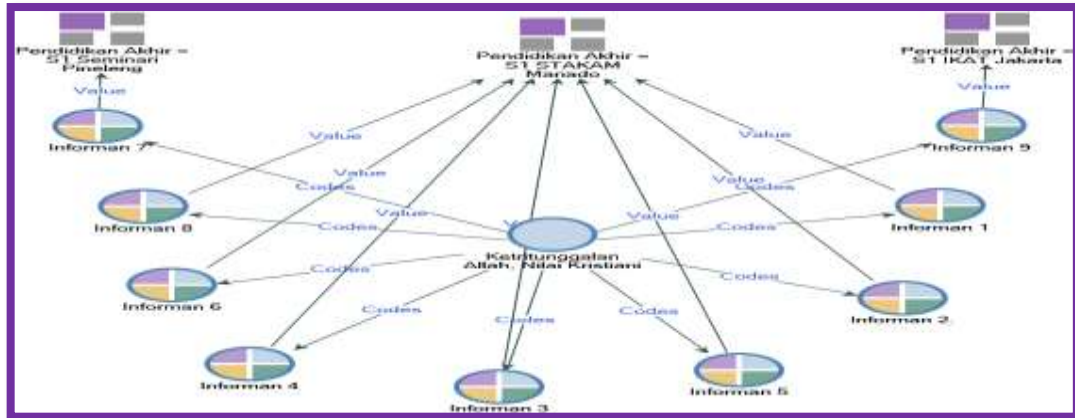 Pendidikan Akhir =
S1 Seminari
Pineleng
Pendidikan Akhir =
S1 STAKAM
Manado
Pendidikan Akhir =
S1 IKAT Jakarta
Value
Value
Informan 7
Value
Value
Informan 9
Value
Value
Codes
Codes
Informan 8
Value
Informan 1
Codes
Codes
Ketritunggalan
Allah, Nilai Kristiani
Codes
Codes
Informan 6
Informan 2
Codes
Codes
Codes
Informan 4
Informan 5
Informan 3